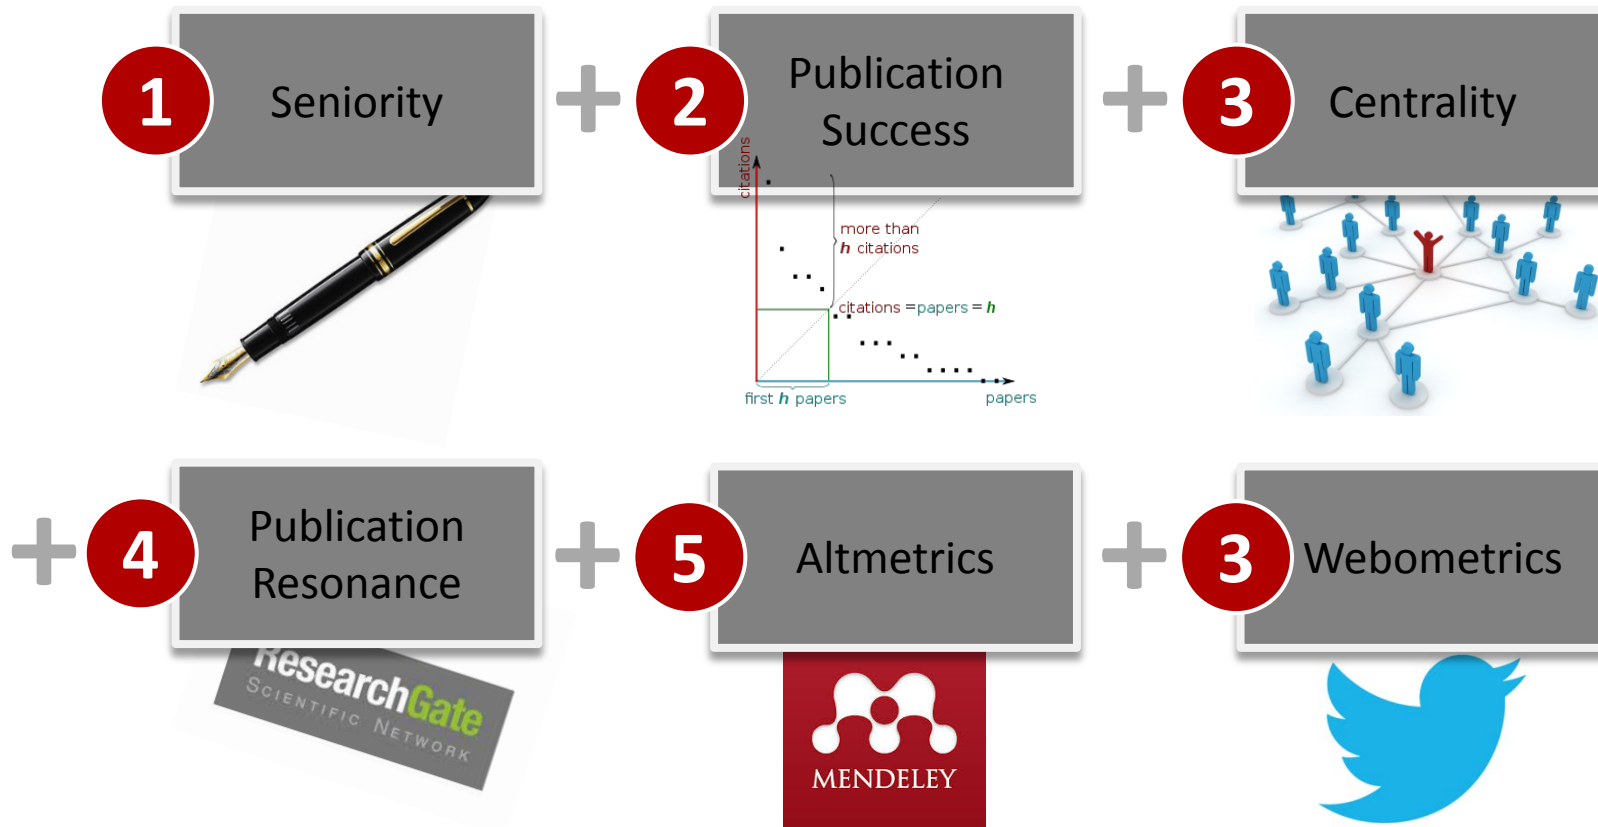 1
Seniority
+
2
Publication
Success
+
3
Centrality
citations
more than
h citations
citations = papers = h
first h papers
papers
+
4
Publication
Resonance
+
5
Altmetrics
+
3
Webometrics
ResearchGate
SCIENTIFIC NETWORK
MENDELEY